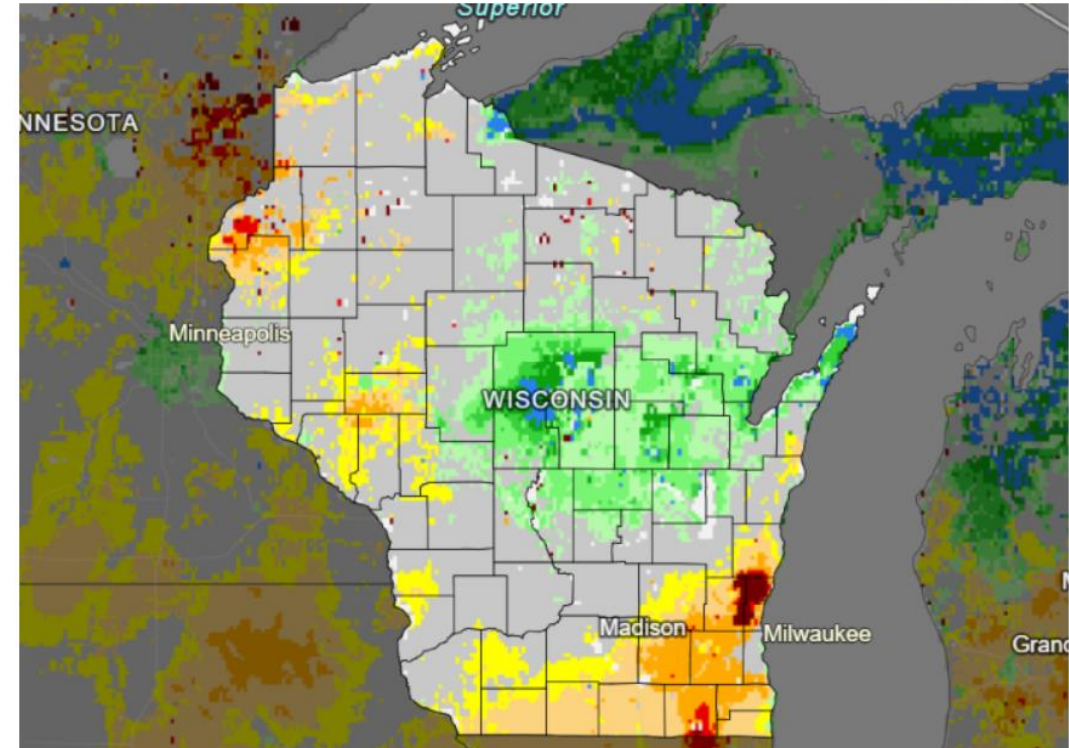 Superior
NNESOTA
Minneapolis
WISCONSIN
Madison
Milwaukee
M
Grand